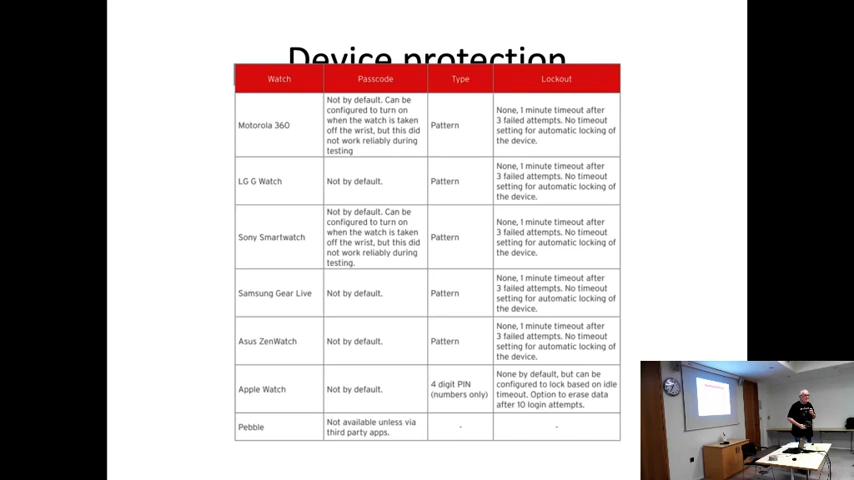 Device protection
Watch
Passcode
Type
Lockout
Motorola 360
Not by default. Can be
configured to turn on
when the watch is taken
off the wrist, but this did
not work reliably during
testing
Pattern
None, 1 minute timeout after
3 failed attempts. No timeout
setting for automatic locking of
the device.
LG G Watch
Not by default.
Pattern
None, 1 minute timeout after
3 failed attempts. No timeout
setting for automatic locking of
the device.
Sony Smartwatch
Not by default. Can be
configured to turn on
when the watch is taken
off the wrist, but this did
not work reliably during
testing.
Pattern
None, 1 minute timeout after
3 failed attempts. No timeout
setting for automatic locking of
the device.
Samsung Gear Live
Not by default.
Pattern
None, 1 minute timeout after
3 failed attempts. No timeout
setting for automatic locking of
the device.
Asus ZenWatch
Not by default.
Pattern
None, 1 minute timeout after
3 failed attempts. No timeout
setting for automatic locking of
the device.
Apple Watch
Not by default.
4 digit PIN
(numbers only)
None by default, but can be
configured to lock based on idle
timeout. Option to erase data
after 10 login attempts.
Pebble
Not available unless via
third party apps.
-
-